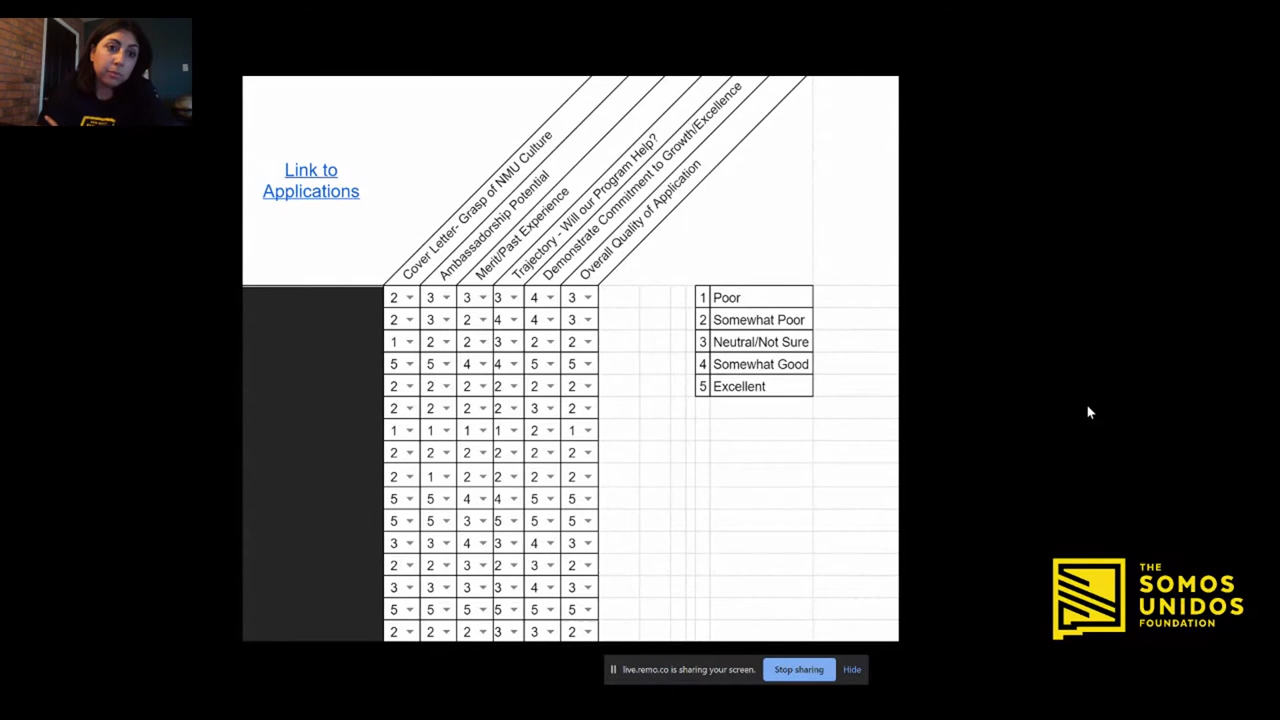 Link to
Applications
Cover Letter- Grasp of NMU Culture
Ambassadorship Potential
Merit/Past Experience
Trajectory - Will our Program Help?
Demonstrate Commitment to Growth/Excellence
Overall Quality of Application
2 3 3 3 4 3
2 3 2 4 4 3
1 2 2 3 2 2
5 5 4 4 5 5
2 2 2 2 2 2
2 2 2 2 3 2
1 1 1 1 2 1
2 2 2 2 2 2
2 1 2 2 2 2
5 5 4 4 5 5
5 5 3 5 5 5
3 3 4 3 4 3
2 2 3 2 3 2
3 3 3 3 4 3
5 5 5 5 5 5
2 2 2 3 3 2
1 Poor
2 Somewhat Poor
3 Neutral/Not Sure
4 Somewhat Good
5 Excellent
THE
SOMOS
UNIDOS
FOUNDATION
live.remo.co is sharing your screen. Stop sharing Hide